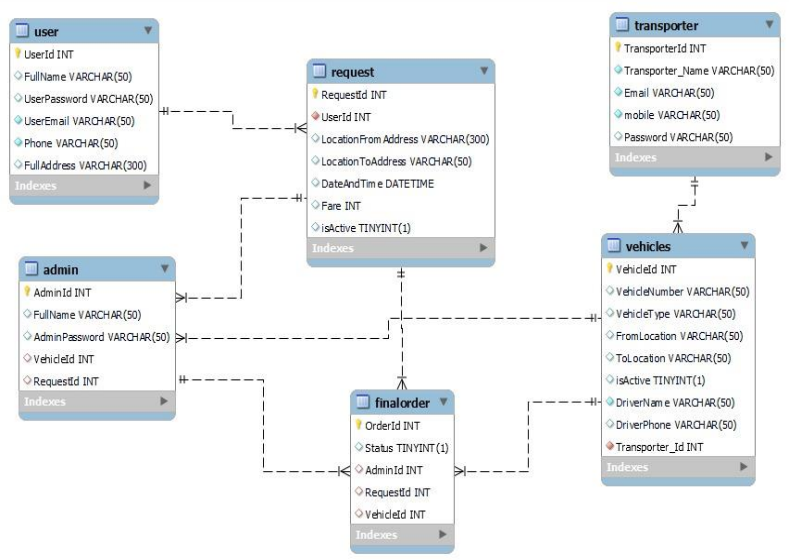 user
UserId INT
FullName VARCHAR(50)
UserPassword VARCHAR(50)
UserEmail VARCHAR(50)
Phone VARCHAR(50)
FullAddress VARCHAR(300)
Indexes
request
RequestId INT
UserId INT
LocationFromAddress VARCHAR(300)
LocationToAddress VARCHAR(50)
DateAndTime DATETIME
Fare INT
isActive TINYINT(1)
Indexes
transporter
TransporterId INT
Transporter_Name VARCHAR(50)
Email VARCHAR(50)
mobile VARCHAR(50)
Password VARCHAR(50)
Indexes
admin
AdminId INT
FullName VARCHAR(50)
AdminPassword VARCHAR(50)
VehicleId INT
RequestId INT
Indexes
vehicles
VehicleId INT
VehicleNumber VARCHAR(50)
VehicleType VARCHAR(50)
FromLocation VARCHAR(50)
ToLocation VARCHAR(50)
isActive TINYINT(1)
DriverName VARCHAR(50)
DriverPhone VARCHAR(50)
Transporter_Id INT
Indexes
finalorder
OrderId INT
Status TINYINT(1)
AdminId INT
RequestId INT
VehicleId INT
Indexes